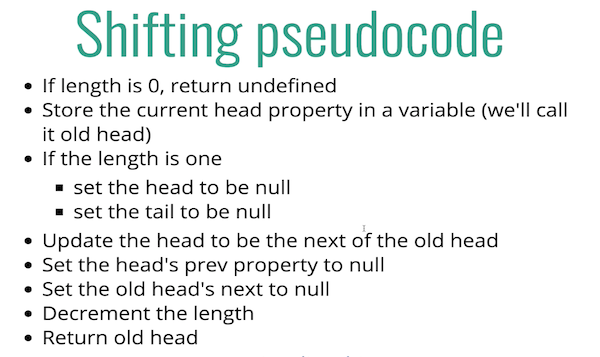 Shifting pseudocode
• If length is 0, return undefined
• Store the current head property in a variable (we'll call
it old head)
• If the length is one
▪ set the head to be null
▪ set the tail to be null
• Update the head to be the next of the old head
• Set the head's prev property to null
• Set the old head's next to null
• Decrement the length
• Return old head